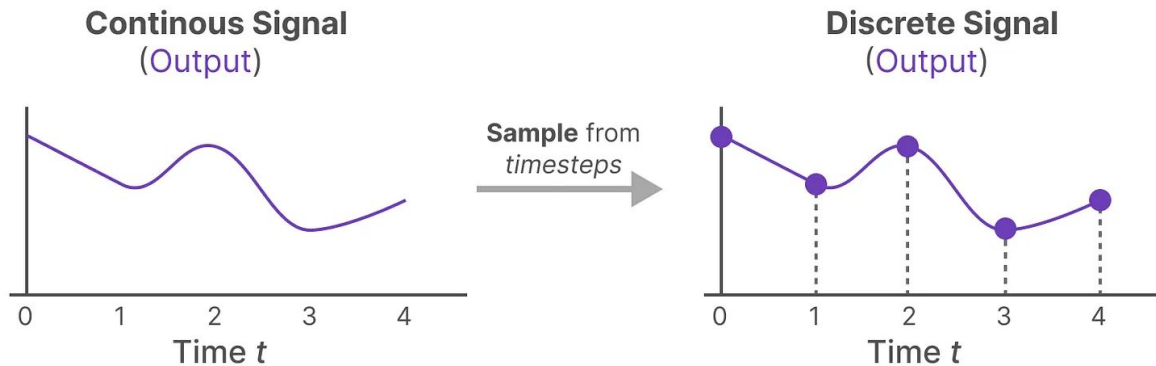 Continous Signal
(Output)
0 1 2 3 4
Time t
Sample from
timesteps
Discrete Signal
(Output)
0 1 2 3 4
Time t